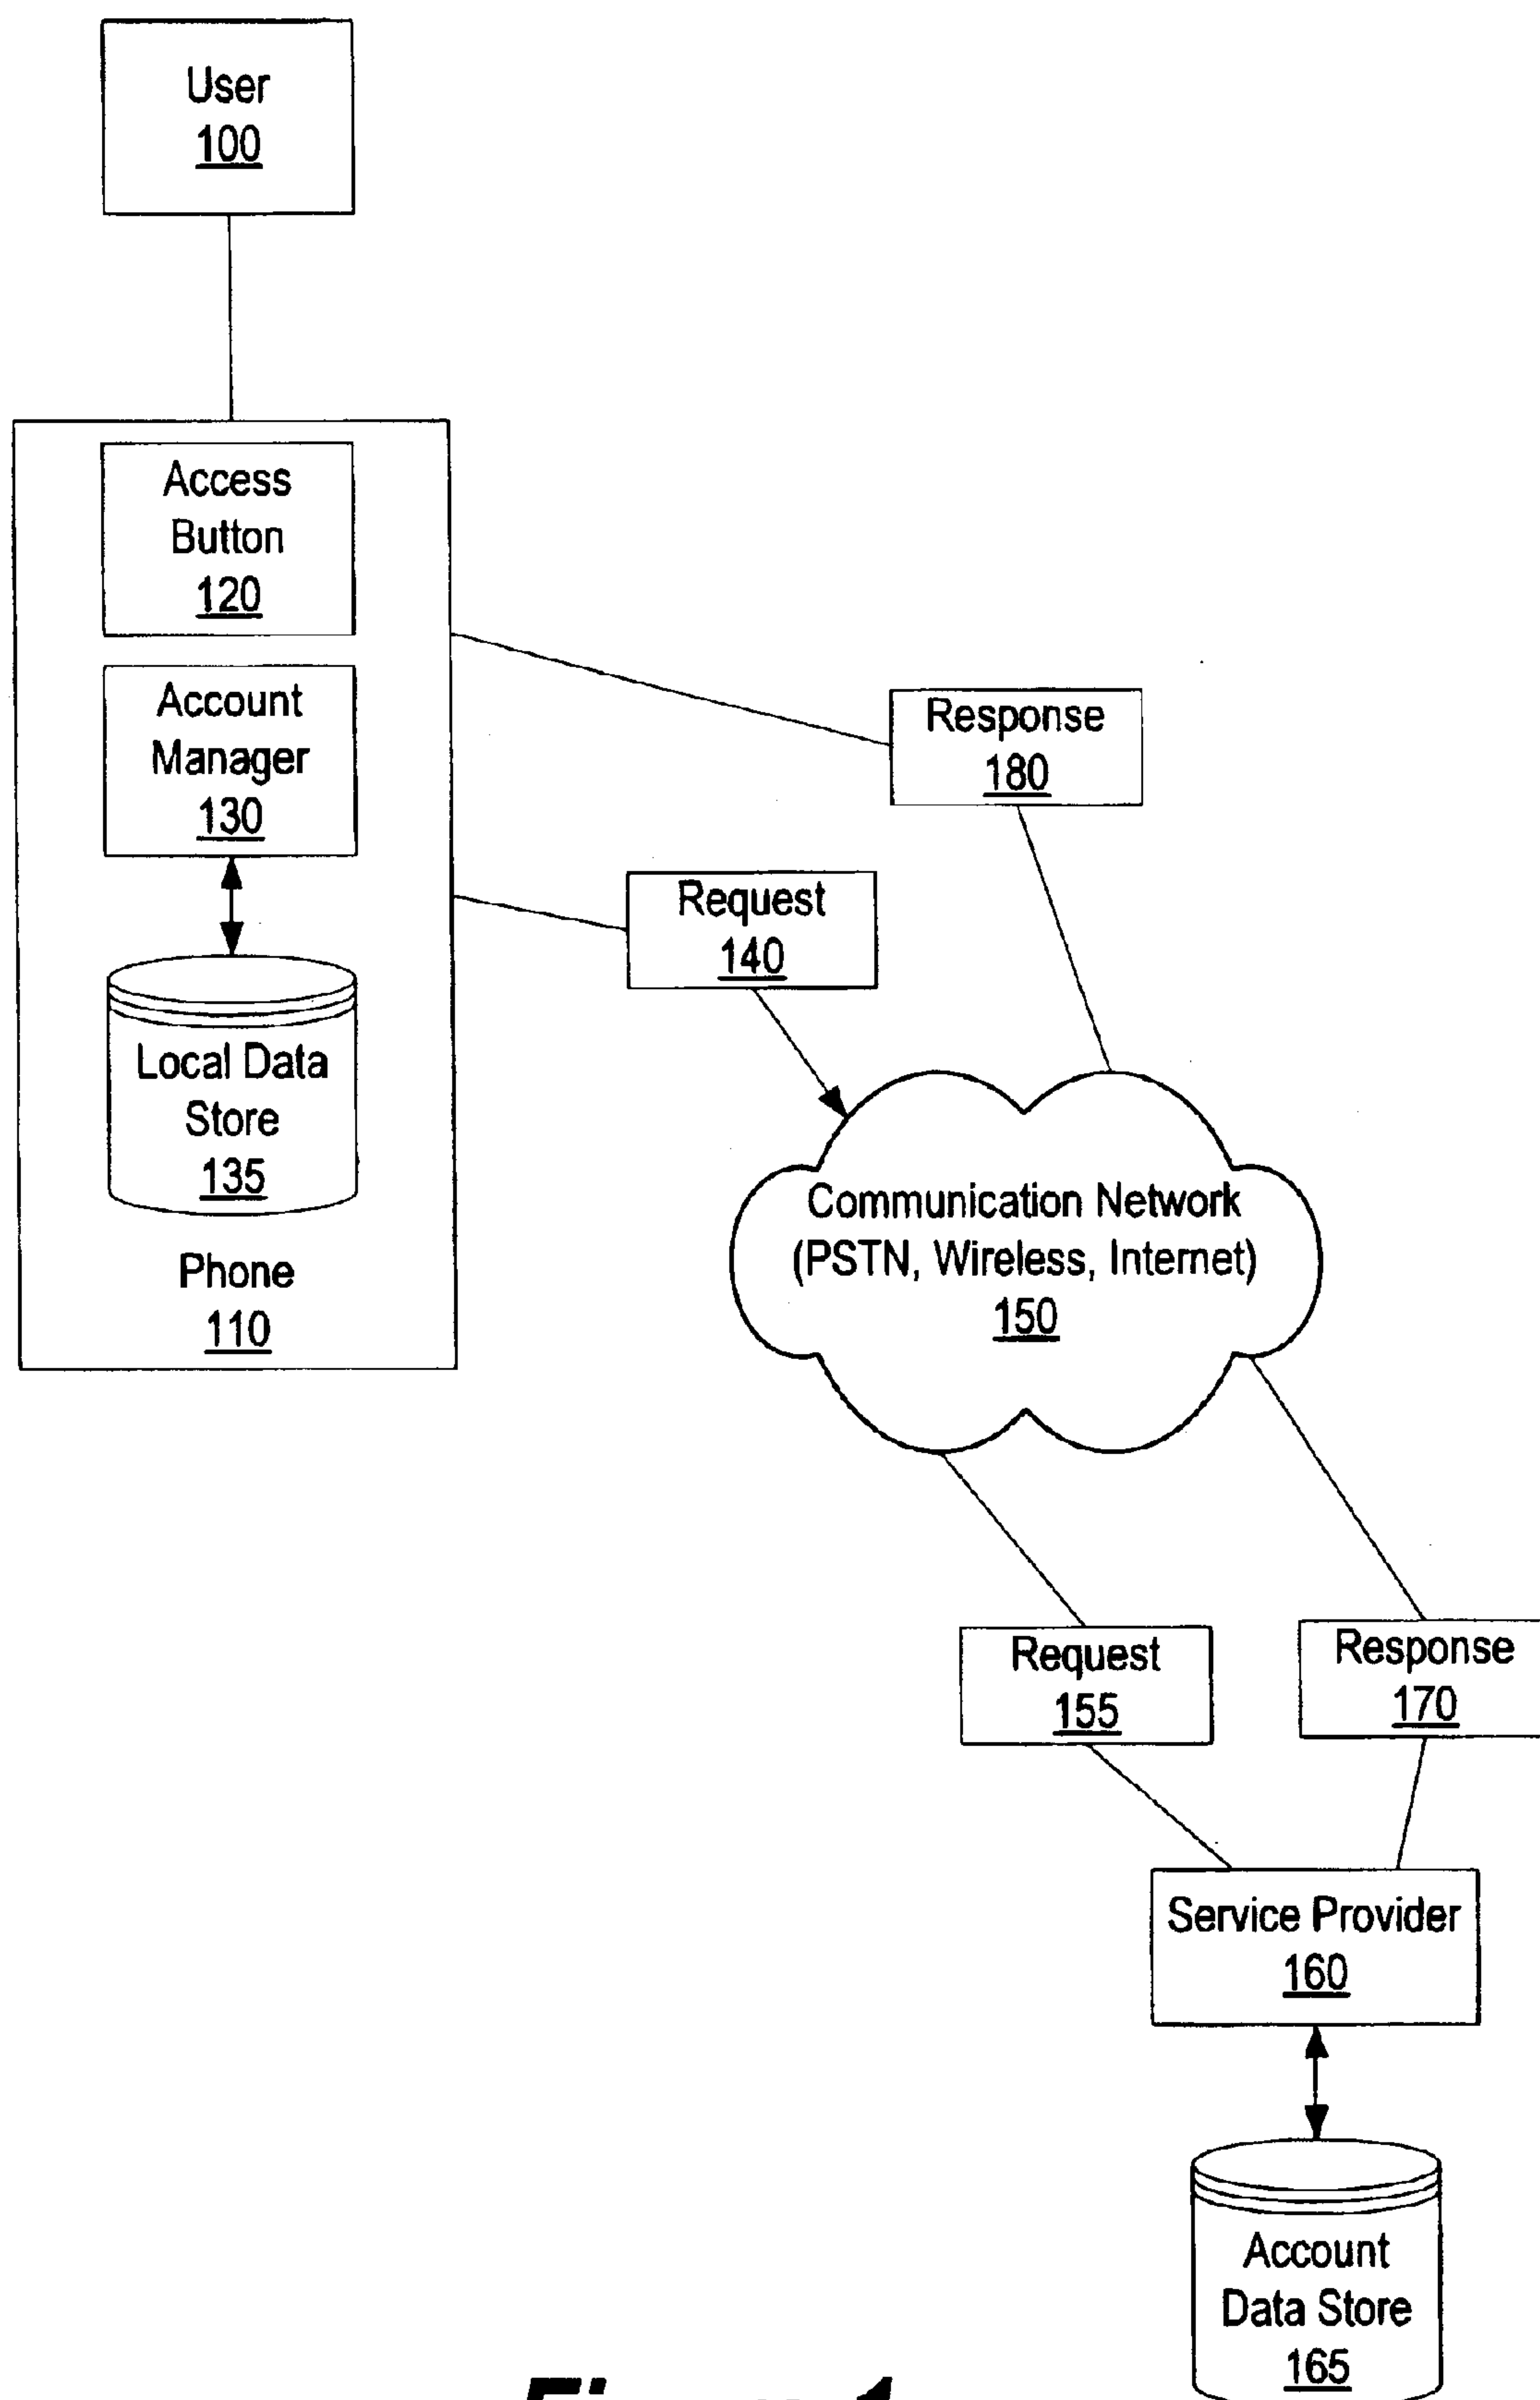 User
100
Access
Button
120
Account
Manager
130
Local Data
Store
135
Phone
110
Response
180
Request
140
Communication Network
(PSTN, Wireless, Internet)
150
Request
155
Response
170
Service Provider
160
Account
Data Store
165